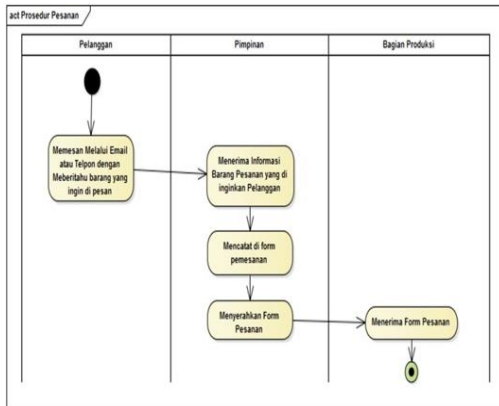 act Prosedur Pesanan
Pelanggan
Pimpinan
Bagian Produksi
Memesan Melalui Email
atau Telpon dengan
Meberitahu barang yang
ingin di pesan
Menerima Informasi
Barang Pesanan yang di
inginkan Pelanggan
Mencatat di form
pemesanan
Menyerahkan Form
Pesanan
Menerima Form Pesanan